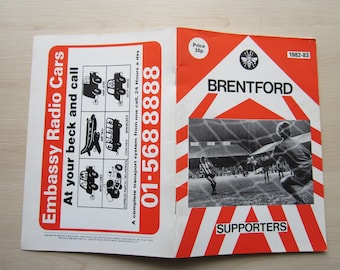 Price
30p
1982-83
BRENTFORD
SUPPORTERS
Embassy Radio Cars
At your beck and call
A complete transport system from one call, 24 Hours x day
01-568 8888